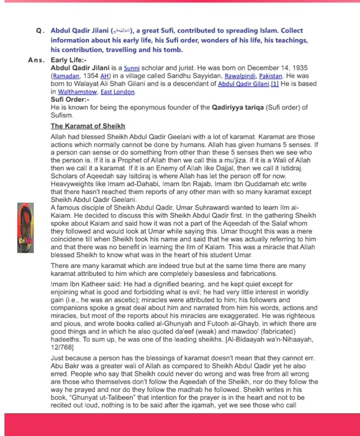 Q. Abdul Qadir Jilani (), a great Sufi, contributed to spreading Islam. Collect
information about his early life, his Sufi order, wonders of his life, his teachings,
his contribution, travelling and his tomb.
Ans. Early Life:-
Abdul Qadir Jilani is a Sunni scholar and jurist. He was born on December 14, 1935
(Ramadan, 1354 AH) in a village called Sandhu Sayyidan, Rawalpindi, Pakistan. He was
born to Walayat Ali Shah Gilani and is a descendant of Abdul Qadir Gilani.[1] He is based
in Walthamstow, East London.
Sufi Order:-
He is known for being the eponymous founder of the Qadiriyya tariqa (Sufi order) of
Sufism.
The Karamat of Sheikh
Allah had blessed Sheikh Abdul Qadir Geelani with a lot of karamat. Karamat are those
actions which normally cannot be done by humans. Allah has given humans 5 senses. If
a person can sense or do something from other than these 5 senses then we see who
the person is. If it is a Prophet of Allah then we call this a mu'jiza. If it is a Wali of Allah
then we call it a karamat. If it is an Enemy of Allah like Dajjal, then we call it Istidraj.
Scholars of Aqeedah say Isitdiraj is where Allah has let the person off for now.
Heavyweights like Imam ad-Dahabi, Imam Ibn Rajab, Imam Ibn Quddamah etc write
that there hasn't reached them reports of any other man with so many karamat except
Sheikh Abdul Qadir Geelani.
A famous disciple of Sheikh Abdul Qadir, Umar Suhrawardi wanted to learn ilm al-
Kalam. He decided to discuss this with Sheikh Abdul Qadir first. In the gathering Sheikh
spoke about Kalam and said how it was not a part of the Aqeedah of the Salaf whom
they followed and would look at Umar while saying this. Umar thought this was a mere
coincidene till when Sheikh took his name and said that he was actually referring to him
and that there was no benefit in learning the ilm of Kalam. This was a miracle that Allah
blessed Sheikh to know what was in the heart of his student Umar.
There are many karamat which are indeed true but at the same time there are many
karamat attributed to him which are completely baseless and fabrications.
Imam Ibn Katheer said: He had a dignified bearing, and he kept quiet except for
enjoining what is good and forbidding what is evil; he had very little interest in worldly
gain (i.e., he was an ascetic); miracles were attributed to him; his followers and
companions spoke a great deal about him and narrated from him his words, actions and
miracles, but most of the reports about his miracles are exaggerated. He was righteous
and pious, and wrote books called al-Ghunyah and Futooh al-Ghayb, in which there are
good things and in which he also quoted da'eef (weak) and mawdoo' (fabricated)
hadeeths. To sum up, he was one of the leading sheikhs. [Al-Bidaayah wa'n-Nihaayah,
12/768]
Just because a person has the blessings of karamat doesn't mean that they cannot err.
Abu Bakr was a greater wali of Allah as compared to Sheikh Abdul Qadir yet he also
erred. People who say that Sheikh could never do wrong and was free from all wrong
are those who themselves don't follow the Aqeedah of the Sheikh, nor do they follow the
way he prayed and nor do they follow the madhab he followed. Sheikh writes in his
book, "Ghunyat ut-Talibeen" that intention for the prayer is in the heart and not to be
recited out loud, nothing is to be said after the iqamah, yet we see those who call